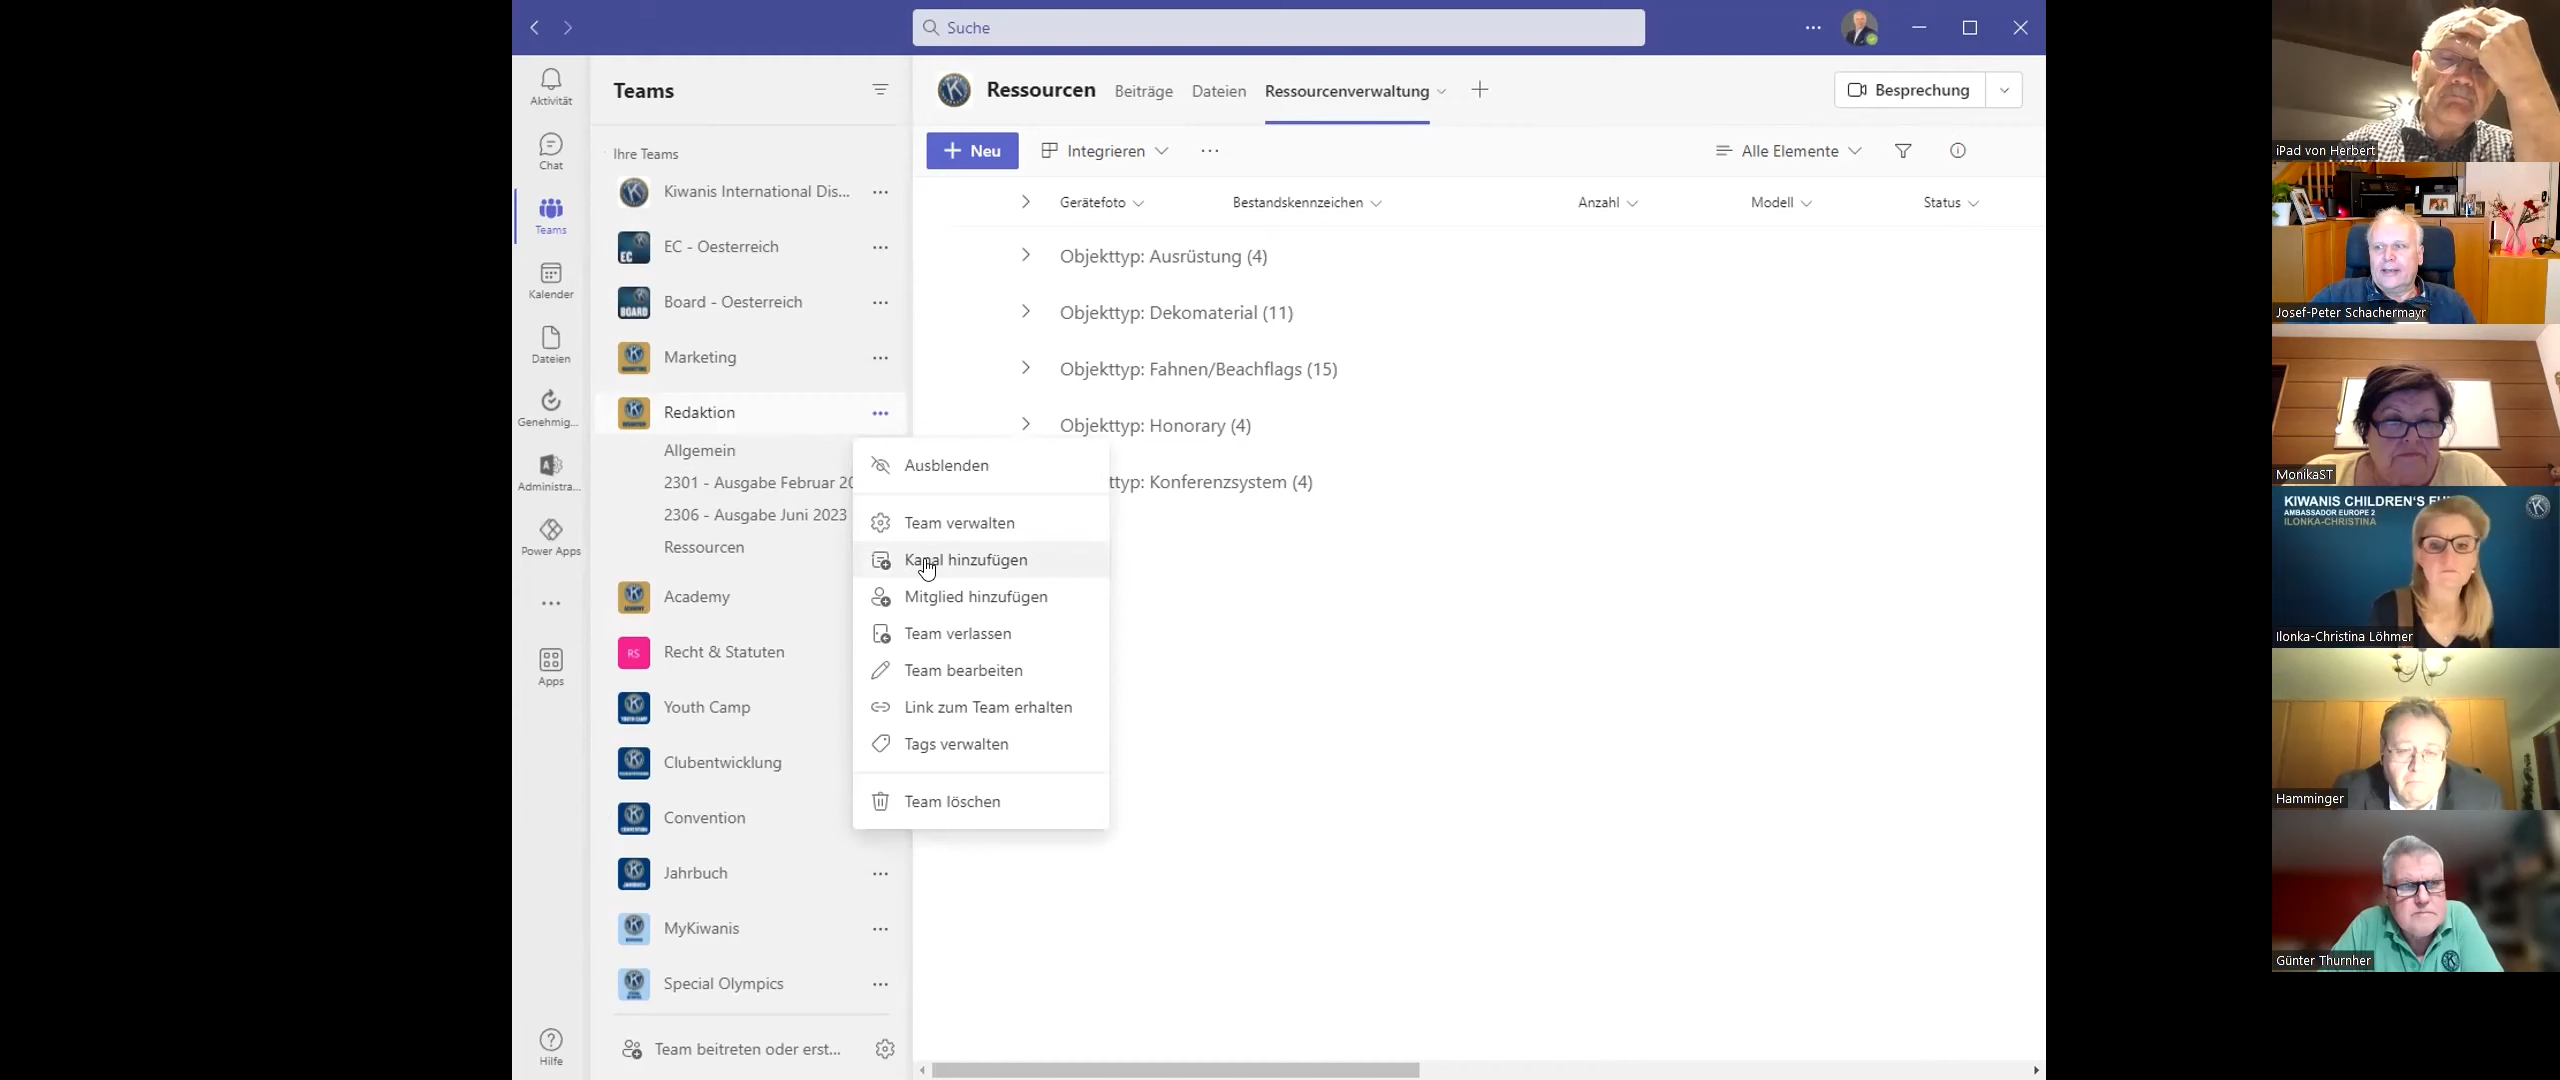 Suche
Aktivität
Chat
Teams
Kalender
Dateien
Genehmig...
Administra...
Power Apps
Apps
Hilfe
Teams
Ihre Teams
Kiwanis International Dis...
EC - Oesterreich
Board - Oesterreich
Marketing
Redaktion
Allgemein
2301 - Ausgabe Februar 20
2306 - Ausgabe Juni 2023
Ressourcen
Academy
RS
Recht & Statuten
Youth Camp
Clubentwicklung
Convention
Jahrbuch
MyKiwanis
Special Olympics
Team beitreten oder erst...
EC
BOARD
Ausblenden
Team verwalten
Kanal hinzufügen
Mitglied hinzufügen
Team verlassen
Team bearbeiten
Link zum Team erhalten
Tags verwalten
Team löschen
Ressourcen Beiträge Dateien Ressourcenverwaltung
Besprechung
Neu Integrieren Alle Elemente
Gerätefoto Bestandskennzeichen Anzahl Modell Status
Objekttyp: Ausrüstung (4)
Objekttyp: Dekomaterial (11)
Objekttyp: Fahnen/Beachflags (15)
Objekttyp: Honorary (4)
ttyp: Konferenzsystem (4)
iPad von Herbert
Josef-Peter Schachermayr
MonikaST
KIWANIS CHILDREN'S FU
AMBASSADOR EUROPE 2
ILONKA-CHRISTINA
Ilonka-Christina Löhmer
Hamminger
Günter Thurnher